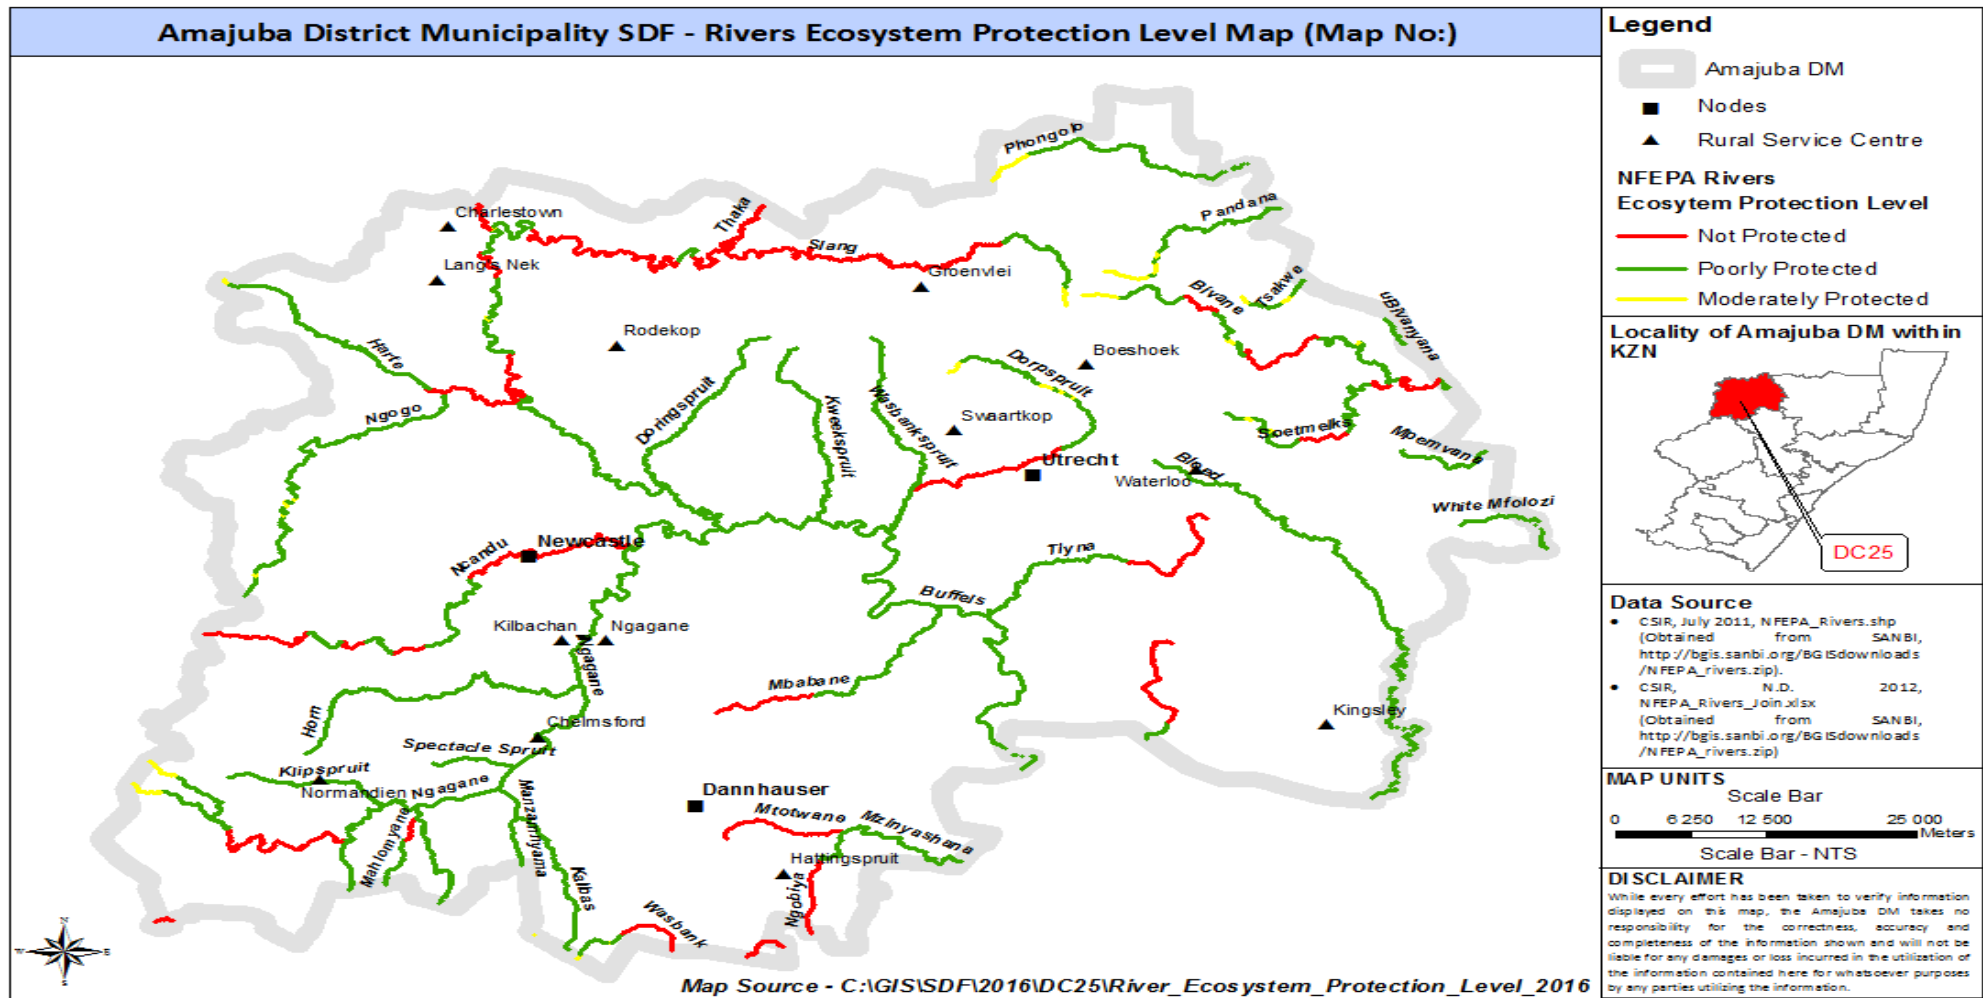 Amajuba District Municipality SDF - Rivers Ecosystem Protection Level Map (Map No:)
Phongolo
Pandana
Thaka
Charlestown
Slang
Lang's Nek
Groenvlei
Tsakwe
Bivane
uBivanyana
Rodekop
Harte
Boeshoek
Dorpspruit
Doringspruit
Kweekspruit
Wasbankspruit
Ngogo
Swaartkop
Soetmelks
Mpemvana
Utrecht
Bloed
Waterloo
White Mfolozi
Ncandu
Newcastle
Tiyna
Buffels
Kilbachan
Ngagane
Ngagane
Mbabane
Horn
Chelmsford
Kingsley
Spectacle Spruit
Klipspruit
Normandien
Ngagane
Manzamnyama
Mahlomyane
Dannhauser
Mtotwane
Mzinyashana
Hattingspruit
Kalbas
Ngobiya
Wasbank
N
W
E
S
Map Source - C:\GIS\SDF\2016\DC25\River_Ecosystem_Protection_Level_2016
Legend
Amajuba DM
Nodes
Rural Service Centre
NFEPA Rivers
Ecosytem Protection Level
Not Protected
Poorly Protected
Moderately Protected
Locality of Amajuba DM within
KZN
DC25
Data Source
• CSIR, July 2011, NFEPA_Rivers.shp
(Obtained from SANBI,
http://bgis.sanbi.org/BGISdownloads
/NFEPA_rivers.zip).
• CSIR, N.D. 2012,
NFEPA_Rivers_Join.xlsx
(Obtained from SANBI,
http://bgis.sanbi.org/BGISdownloads
/NFEPA_rivers.zip)
MAP UNITS
Scale Bar
0 6 250 12 500 25 000
Meters
Scale Bar - NTS
DISCLAIMER
While every effort has been taken to verify information
displayed on this map, the Amajuba DM takes no
responsibility for the correctness, accuracy and
completeness of the information shown and will not be
liable for any damages or loss incurred in the utilization of
the information contained here for whatsoever purposes
by any parties utilizing the information.